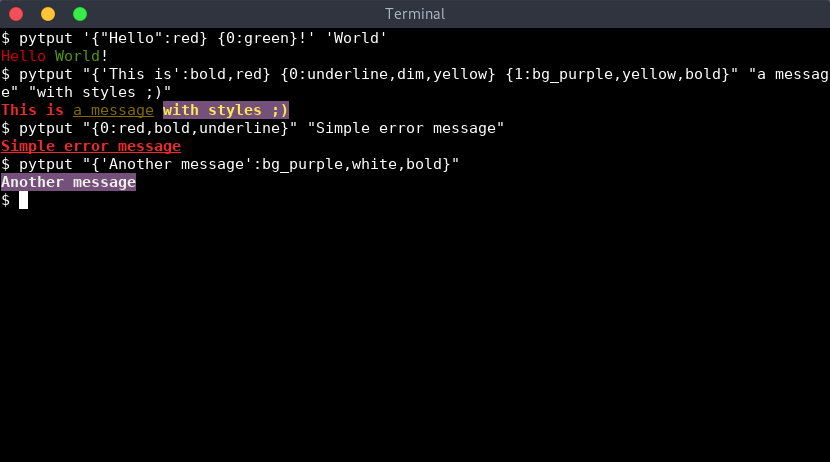 Terminal
$ pytput '{"Hello":red} {0:green}!' 'World'
Hello World!
$ pytput "{'This is':bold,red} {0:underline,dim,yellow} {1:bg_purple,yellow,bold}" "a messag
e" "with styles ;)"
This is a message with styles ;)
$ pytput "{0:red,bold,underline}" "Simple error message"
Simple error message
$ pytput "{'Another message':bg_purple,white,bold}"
Another message
$